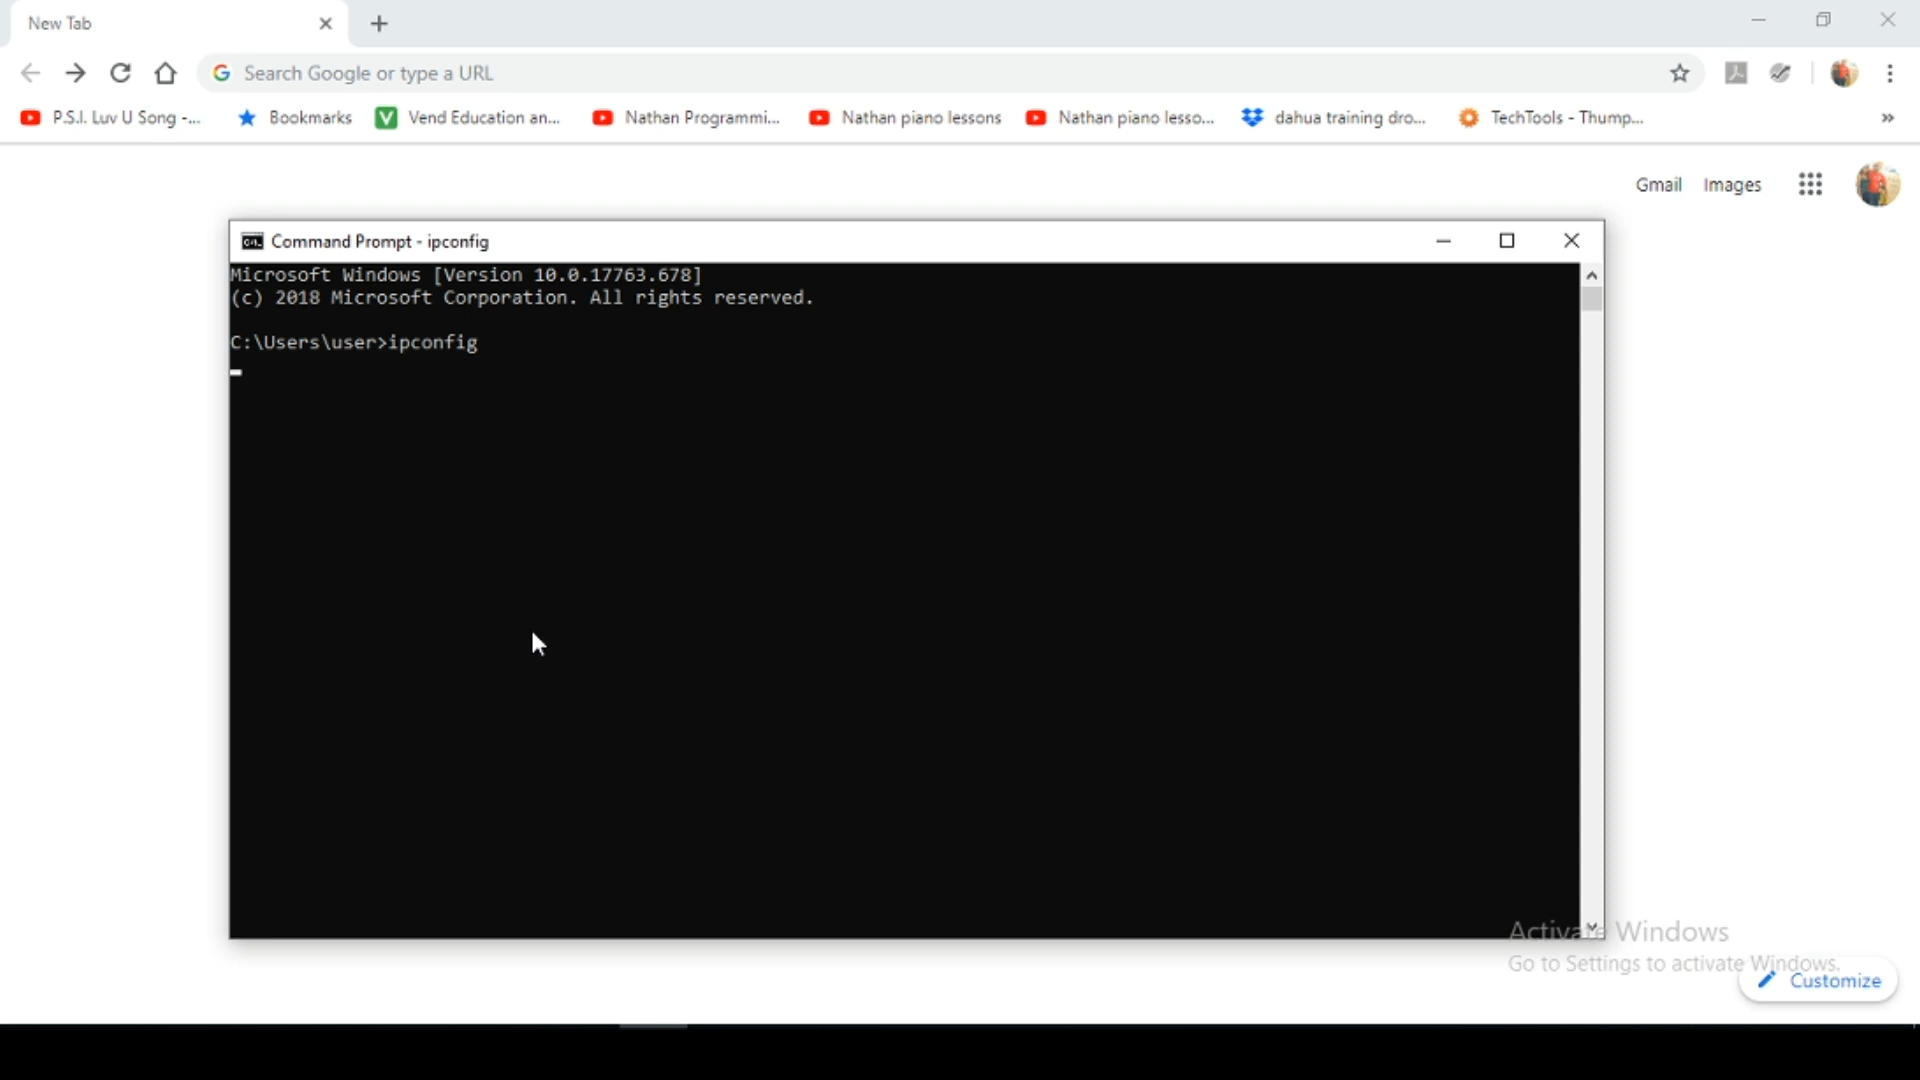 New Tab
Search Google or type a URL
P.S.I. Luv U Song -...
Bookmarks
Vend Education an...
Nathan Programmi...
Nathan piano lessons
Nathan piano lesso...
dahua training dro...
TechTools - Thump...
Gmail
Images
Command Prompt - ipconfig
Microsoft Windows [Version 10.0.17763.678]
(c) 2018 Microsoft Corporation. All rights reserved.
C:\Users\user>ipconfig
Activate Windows
Go to Settings to activate Windows.
Customize